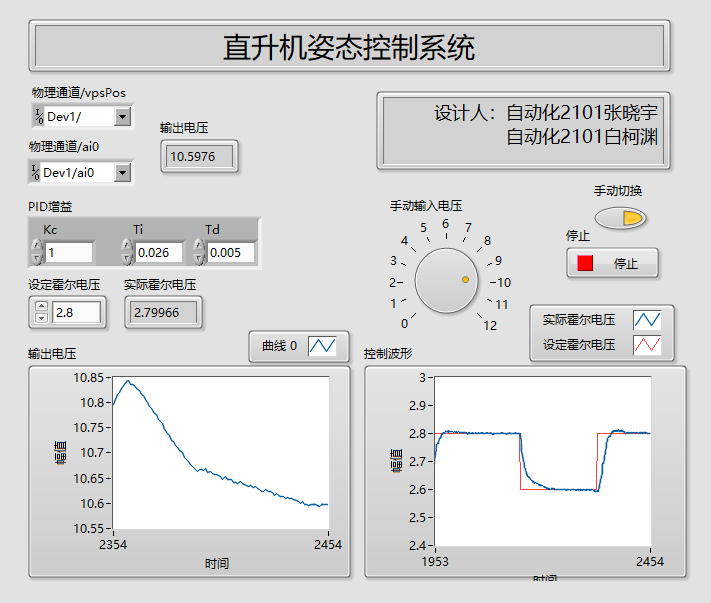 直升机姿态控制系统
物理通道/vpsPos
Dev1/
物理通道/ai0
Dev1/ai0
输出电压
10.5976
设计人：自动化2101张晓宇
自动化2101白柯渊
PID增益
Kc Ti Td
1 0.026 0.005
设定霍尔电压 实际霍尔电压
2.8 2.79966
手动输入电压
0 1 2 3 4 5 6 7 8 9 10 11 12
手动切换
停止
停止
实际霍尔电压
设定霍尔电压
输出电压
曲线 0
幅值
10.85
10.8
10.75
10.7
10.65
10.6
10.55
2354 2454
时间
控制波形
幅值
3
2.9
2.8
2.7
2.6
2.5
2.4
1953 2454
时间